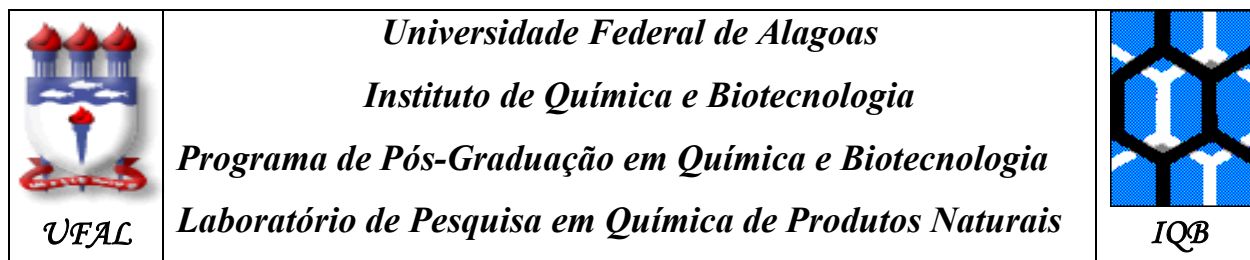 Universidade Federal de Alagoas
Instituto de Química e Biotecnologia
Programa de Pós-Graduação em Química e Biotecnologia
Laboratório de Pesquisa em Química de Produtos Naturais
UFAL
IQB